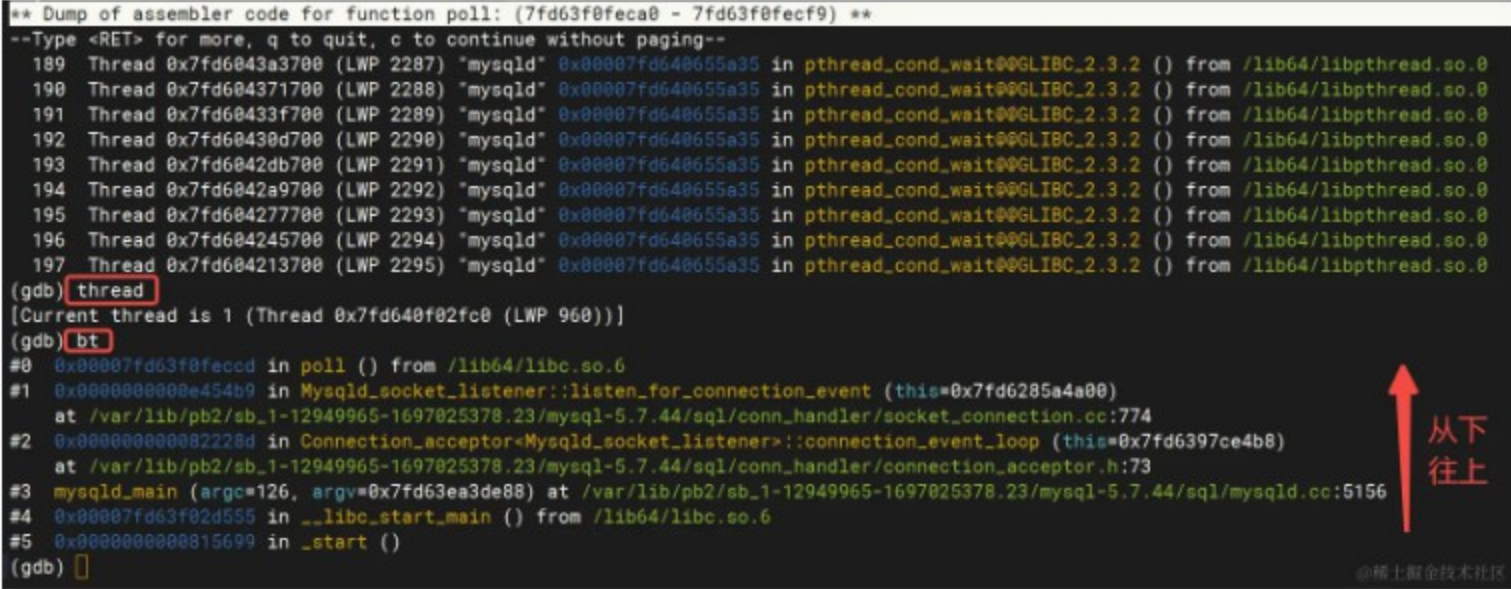 ** Dump of assembler code for function poll: (7fd63f0feca0 - 7fd63f0fecf9) **
--Type <RET> for more, q to quit, c to continue without paging--
189 Thread 0x7fd6043a3700 (LWP 2287) "mysqld" 0x00007fd640655a35 in pthread_cond_wait@@GLIBC_2.3.2 () from /lib64/libpthread.so.0
190 Thread 0x7fd604371700 (LWP 2288) "mysqld" 0x00007fd640655a35 in pthread_cond_wait@@GLIBC_2.3.2 () from /lib64/libpthread.so.0
191 Thread 0x7fd60433f700 (LWP 2289) "mysqld" 0x00007fd640655a35 in pthread_cond_wait@@GLIBC_2.3.2 () from /lib64/libpthread.so.0
192 Thread 0x7fd60430d700 (LWP 2290) "mysqld" 0x00007fd640655a35 in pthread_cond_wait@@GLIBC_2.3.2 () from /lib64/libpthread.so.0
193 Thread 0x7fd6042db700 (LWP 2291) "mysqld" 0x00007fd640655a35 in pthread_cond_wait@@GLIBC_2.3.2 () from /lib64/libpthread.so.0
194 Thread 0x7fd6042a9700 (LWP 2292) "mysqld" 0x00007fd640655a35 in pthread_cond_wait@@GLIBC_2.3.2 () from /lib64/libpthread.so.0
195 Thread 0x7fd604277700 (LWP 2293) "mysqld" 0x00007fd640655a35 in pthread_cond_wait@@GLIBC_2.3.2 () from /lib64/libpthread.so.0
196 Thread 0x7fd604245700 (LWP 2294) "mysqld" 0x00007fd640655a35 in pthread_cond_wait@@GLIBC_2.3.2 () from /lib64/libpthread.so.0
197 Thread 0x7fd604213700 (LWP 2295) "mysqld" 0x00007fd640655a35 in pthread_cond_wait@@GLIBC_2.3.2 () from /lib64/libpthread.so.0
(gdb) thread
[Current thread is 1 (Thread 0x7fd640f02fc0 (LWP 960))]
(gdb) bt
#0 0x00007fd63f0feccd in poll () from /lib64/libc.so.6
#1 0x0000000000e454b9 in Mysqld_socket_listener::listen_for_connection_event (this=0x7fd6285a4a00)
at /var/lib/pb2/sb_1-12949965-1697025378.23/mysql-5.7.44/sql/conn_handler/socket_connection.cc:774
#2 0x000000000082228d in Connection_acceptor<Mysqld_socket_listener>::connection_event_loop (this=0x7fd6397ce4b8)
at /var/lib/pb2/sb_1-12949965-1697025378.23/mysql-5.7.44/sql/conn_handler/connection_acceptor.h:73
#3 mysqld_main (argc=126, argv=0x7fd63ea3de88) at /var/lib/pb2/sb_1-12949965-1697025378.23/mysql-5.7.44/sql/mysqld.cc:5156
#4 0x00007fd63f02d555 in __libc_start_main () from /lib64/libc.so.6
#5 0x0000000000815699 in _start ()
(gdb)
从下
往上
@稀土掘金技术社区